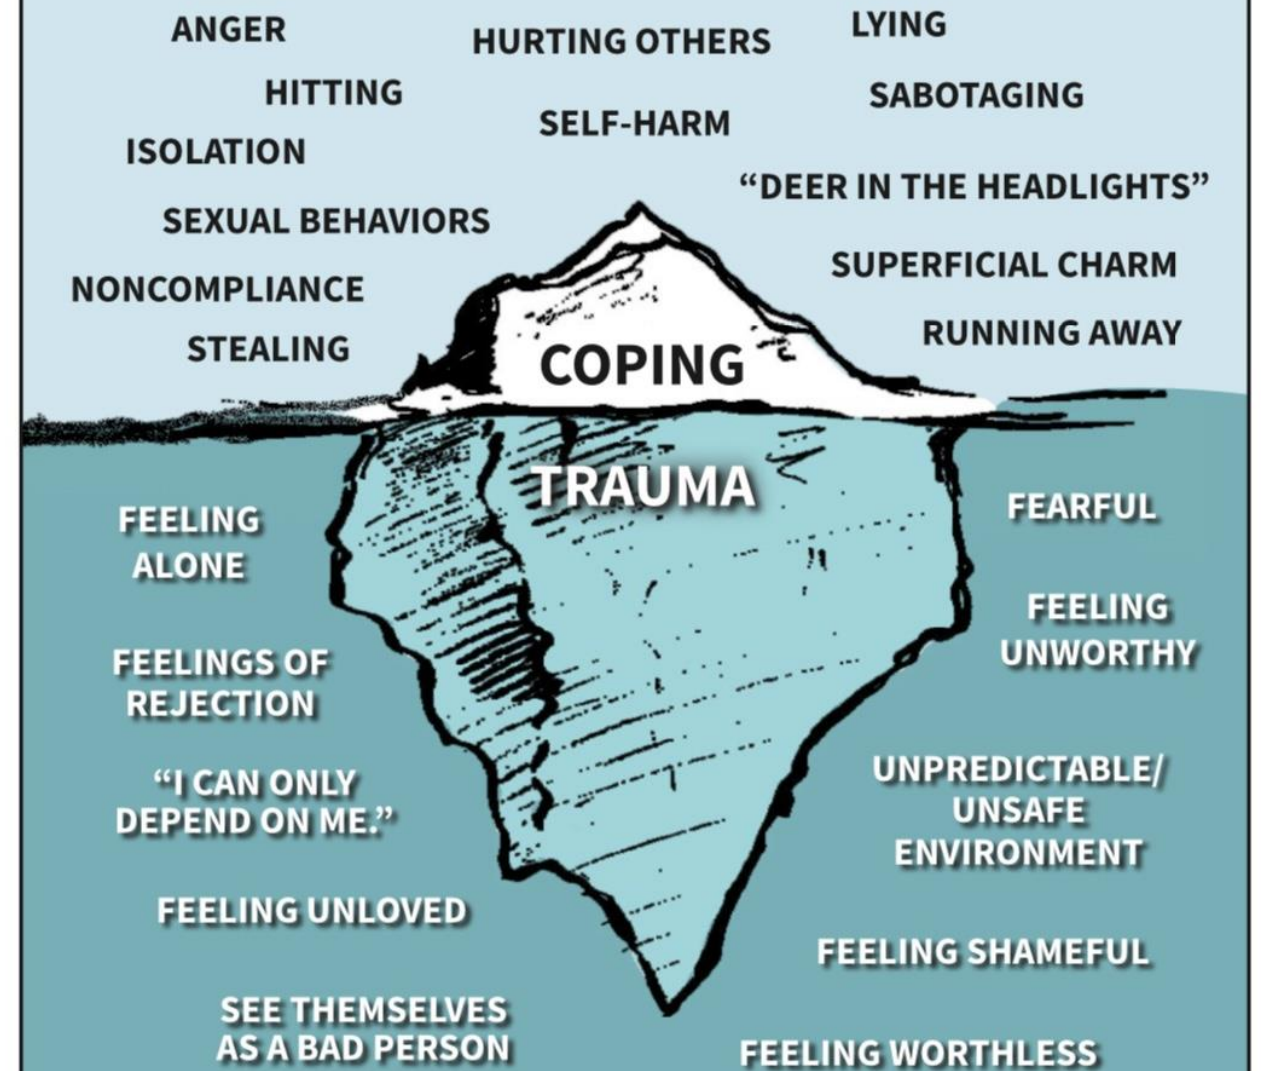 ANGER
HURTING OTHERS
LYING
HITTING
SABOTAGING
SELF-HARM
ISOLATION
“DEER IN THE HEADLIGHTS”
SEXUAL BEHAVIORS
SUPERFICIAL CHARM
NONCOMPLIANCE
RUNNING AWAY
STEALING
COPING
TRAUMA
FEELING
ALONE
FEARFUL
FEELING
UNWORTHY
FEELINGS OF
REJECTION
“I CAN ONLY
DEPEND ON ME.”
UNPREDICTABLE/
UNSAFE
ENVIRONMENT
FEELING UNLOVED
FEELING SHAMEFUL
SEE THEMSELVES
AS A BAD PERSON
FEELING WORTHLESS